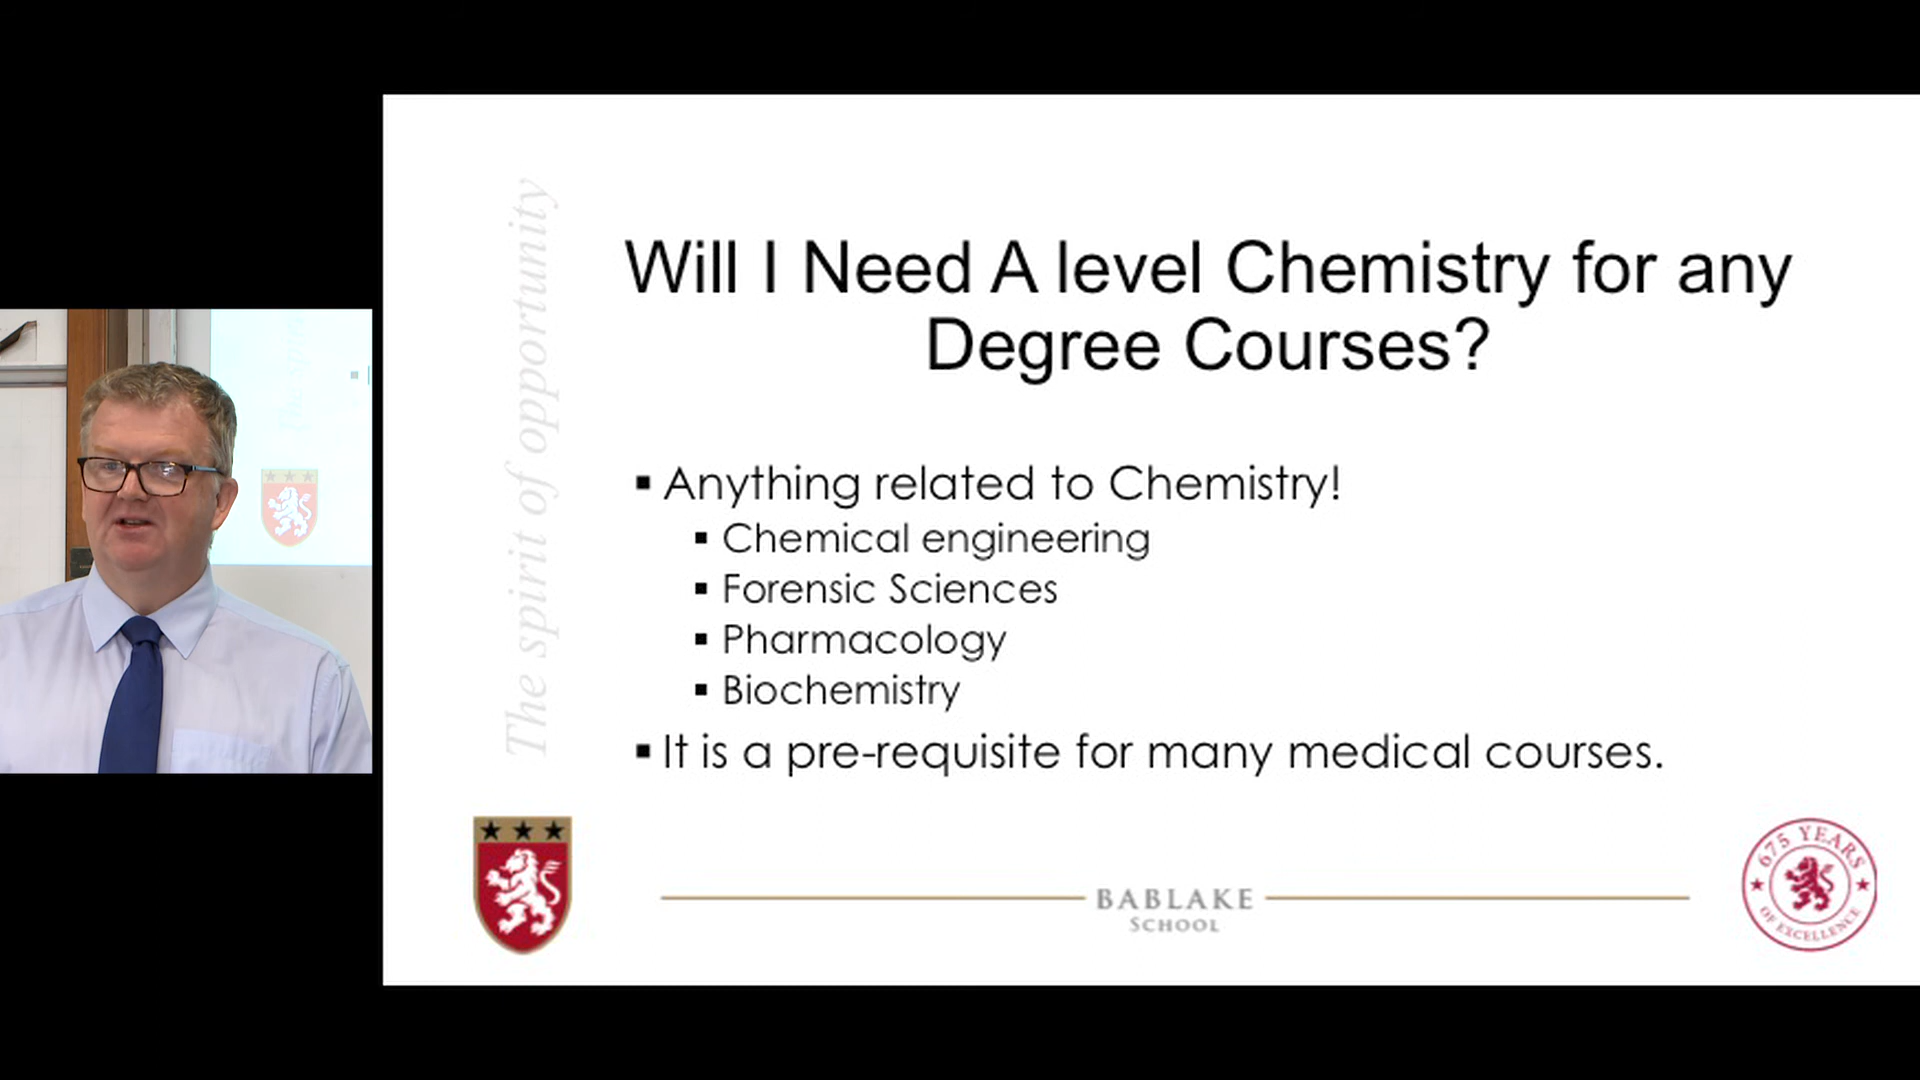 The spirit of opportunity
Will I Need A level Chemistry for any
Degree Courses?
▪ Anything related to Chemistry!
▪ Chemical engineering
▪ Forensic Sciences
▪ Pharmacology
▪ Biochemistry
▪ It is a pre-requisite for many medical courses.
BABLAKE
SCHOOL
675 YEARS
OF EXCELLENCE